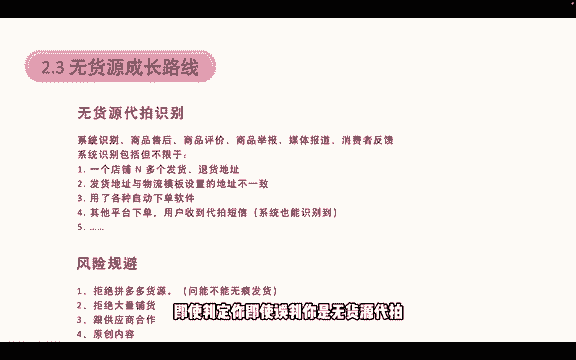 2.3 无货源成长路线
无货源代拍识别
系统识别、商品售后、商品评价、商品举报、媒体报道、消费者反馈
系统识别包括但不限于：
1. 一个店铺 N 多个发货、退货地址
2. 发货地址与物流模板设置的地址不一致
3. 用了各种自动下单软件
4. 其他平台下单，用户收到代拍短信（系统也能识别到）
5. ……
风险规避
1、拒绝拼多多货源。（问能不能无痕发货）
2、拒绝大量铺货
3、跟供应商合作
4、原创内容
即使判定你即使误判你是无货源代拍